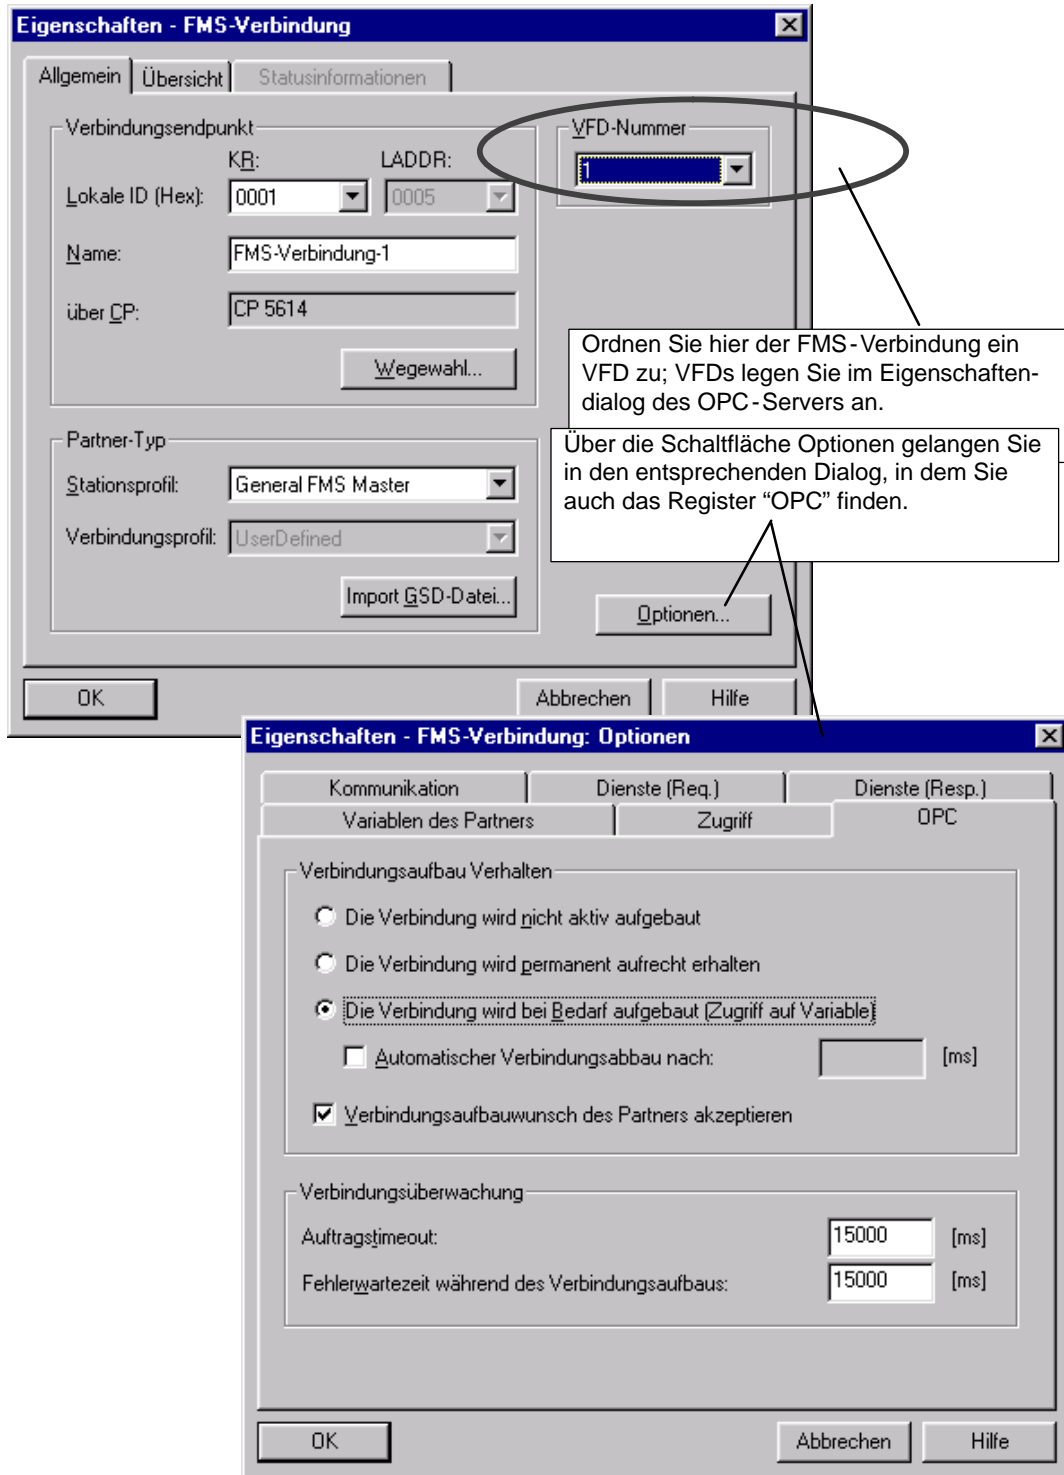 Eigenschaften - FMS-Verbindung
Allgemein Übersicht Statusinformationen
Verbindungsendpunkt
VFD-Nummer
KR: LADDR:
1
Lokale ID (Hex): 0001 0005
Name: FMS-Verbindung-1
über CP: CP 5614
Wegewahl...
Ordnen Sie hier der FMS-Verbindung ein
VFD zu; VFDs legen Sie im Eigenschaften-
dialog des OPC-Servers an.
Partner-Typ
Stationsprofil: General FMS Master
Verbindungsprofil: UserDefined
Import GSD-Datei...
Über die Schaltfläche Optionen gelangen Sie
in den entsprechenden Dialog, in dem Sie
auch das Register “OPC” finden.
Optionen...
OK Abbrechen Hilfe
Eigenschaften - FMS-Verbindung: Optionen
Kommunikation Dienste (Req.) Dienste (Resp.)
Variablen des Partners Zugriff OPC
Verbindungsaufbau Verhalten
Die Verbindung wird nicht aktiv aufgebaut
Die Verbindung wird permanent aufrecht erhalten
Die Verbindung wird bei Bedarf aufgebaut (Zugriff auf Variable)
Automatischer Verbindungsabbau nach: [ms]
Verbindungsaufbauwunsch des Partners akzeptieren
Verbindungsüberwachung
Auftragstimeout: 15000 [ms]
Fehlerwartezeit während des Verbindungsaufbaus: 15000 [ms]
OK Abbrechen Hilfe